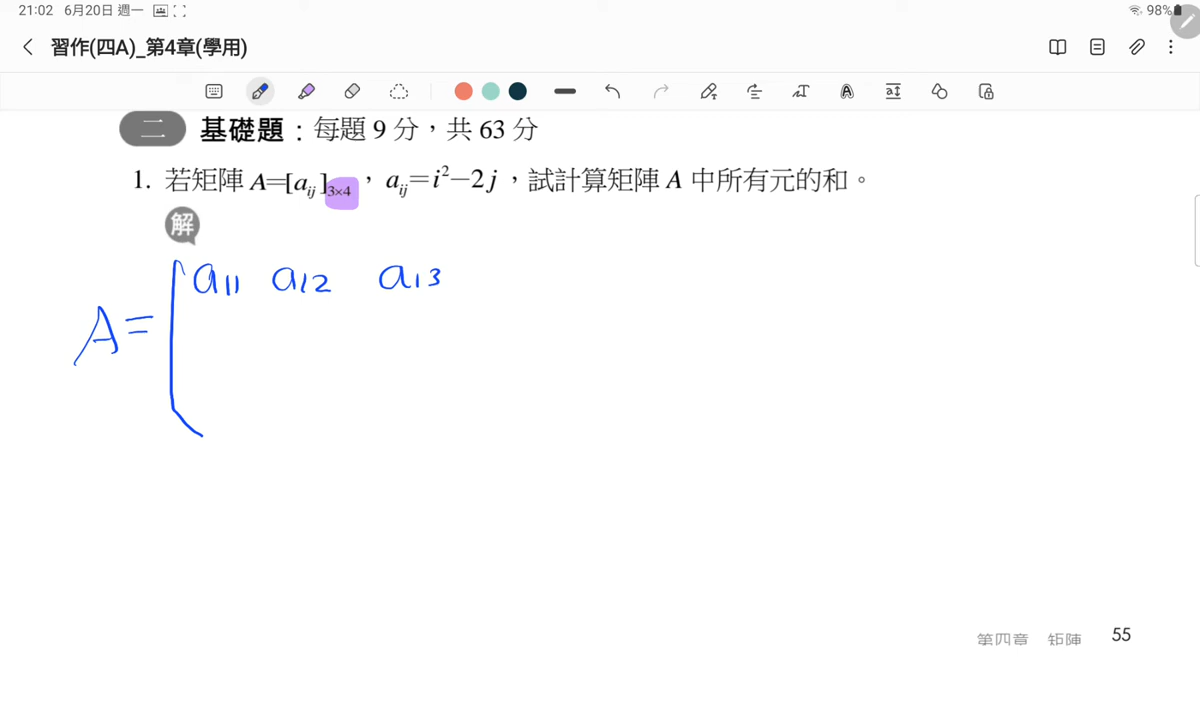 21:02 6月20日 週一 98%
習作(四A)_第4章(學用)
二 基礎題：每題 9 分，共 63 分
1. 若矩陣 A=[aij]3×4，aij=i²−2j，試計算矩陣 A 中所有元的和。
解
A= [ a11 a12 a13
第四章 矩陣 55